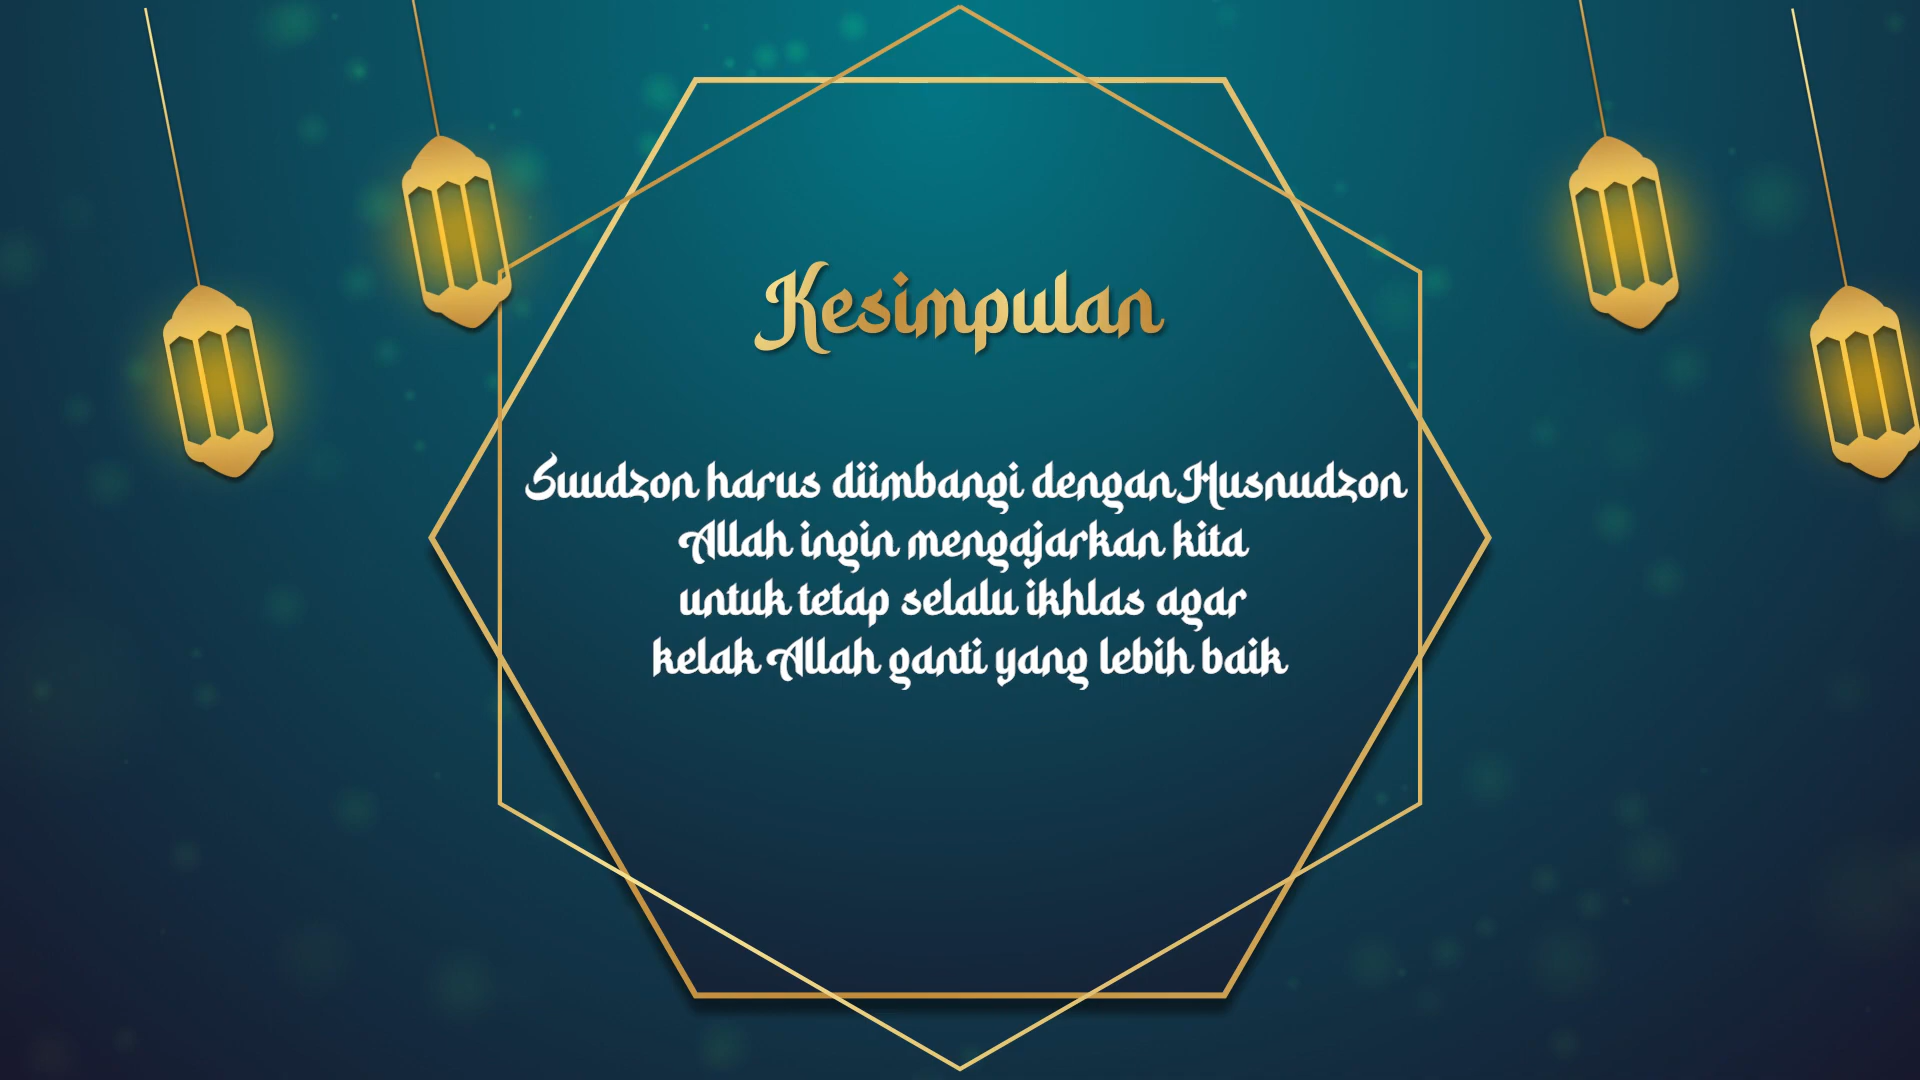 Kesimpulan
Suudzon harus diimbangi dengan Husnudzon
Allah ingin mengajarkan kita
untuk tetap selalu ikhlas agar
kelak Allah ganti yang lebih baik